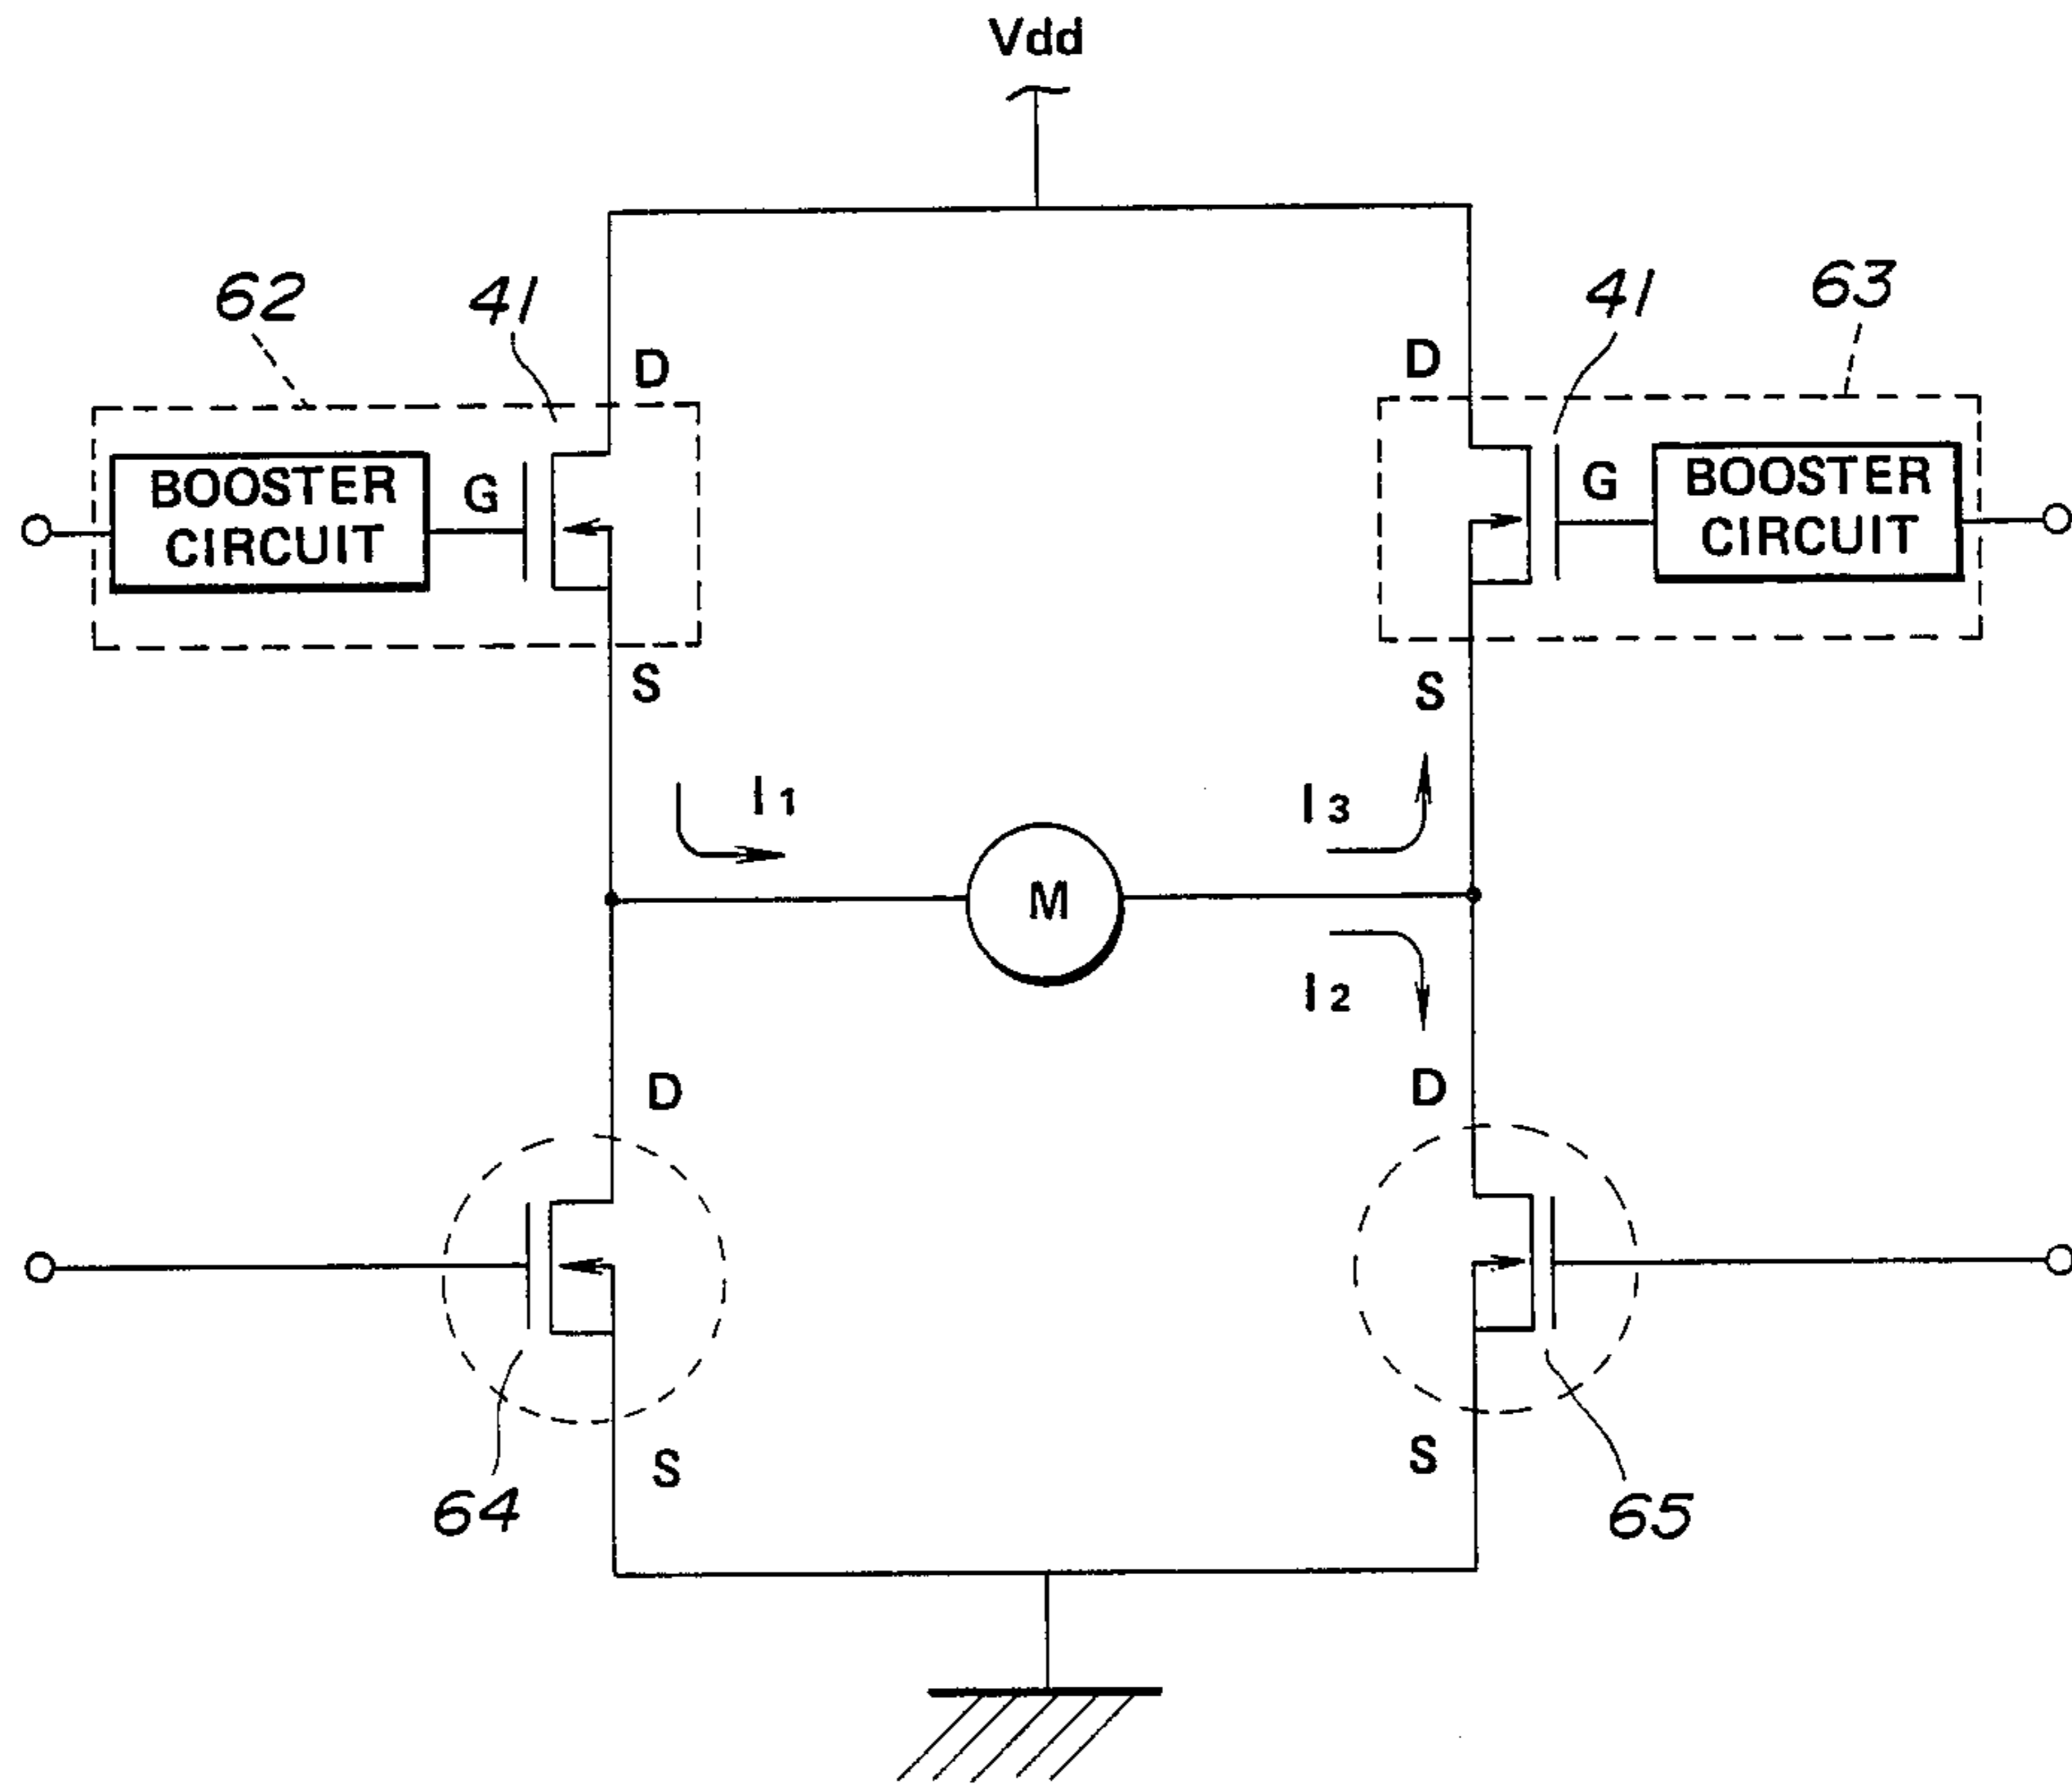 Vdd
62
41
41
63
D
D
BOOSTER
CIRCUIT
G
G
BOOSTER
CIRCUIT
S
S
I1
I3
M
I2
D
D
S
S
64
65